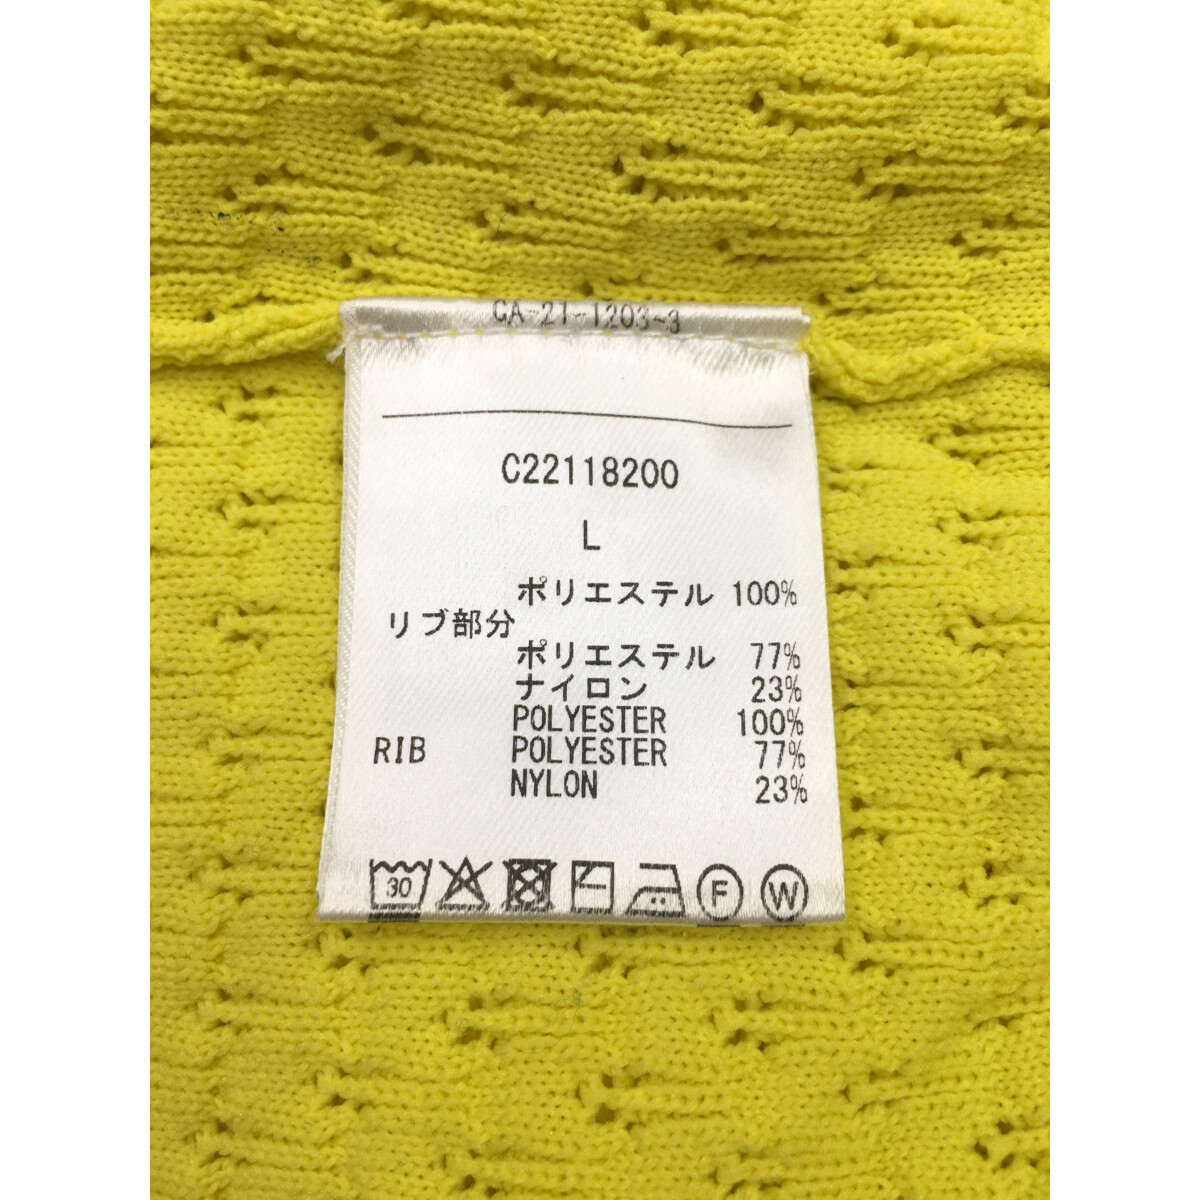 CA-21-1203-3
C22118200
L
ポリエステル 100%
リブ部分
ポリエステル 77%
ナイロン 23%
POLYESTER 100%
RIB POLYESTER 77%
NYLON 23%
30 F W